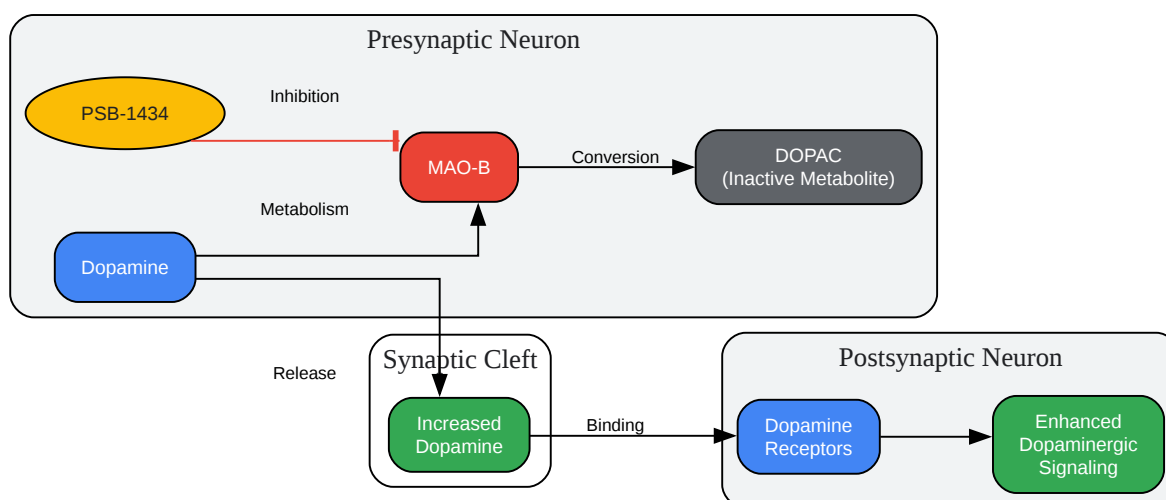 Presynaptic Neuron
PSB-1434
Inhibition
MAO-B
Conversion
DOPAC
(Inactive Metabolite)
Metabolism
Dopamine
Release
Synaptic Cleft
Increased
Dopamine
Binding
Postsynaptic Neuron
Dopamine
Receptors
Enhanced
Dopaminergic
Signaling